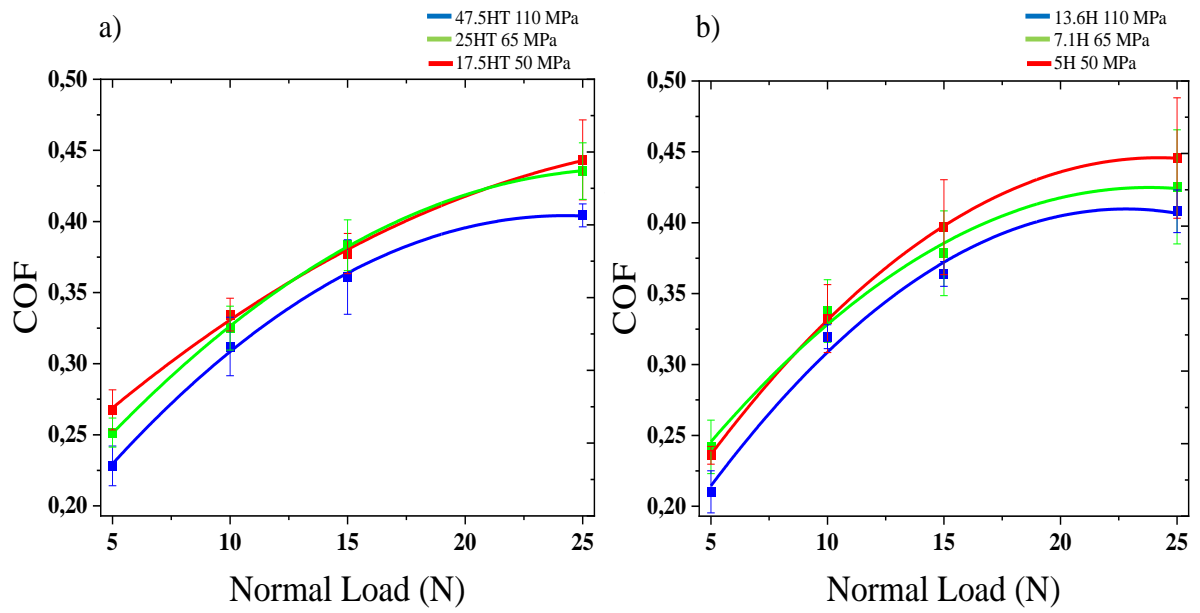 a)
47.5HT 110 MPa
25HT 65 MPa
17.5HT 50 MPa
0,50
0,45
0,40
0,35
0,30
0,25
0,20
COF
5
10
15
20
25
Normal Load (N)
b)
13.6H 110 MPa
7.1H 65 MPa
5H 50 MPa
0,50
0,45
0,40
0,35
0,30
0,25
0,20
COF
5
10
15
20
25
Normal Load (N)